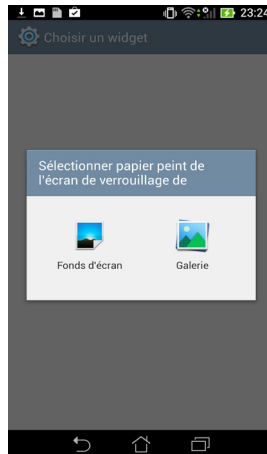 23:24
Choisir un widget
Sélectionner papier peint de
l'écran de verrouillage de
Fonds d'écran
Galerie